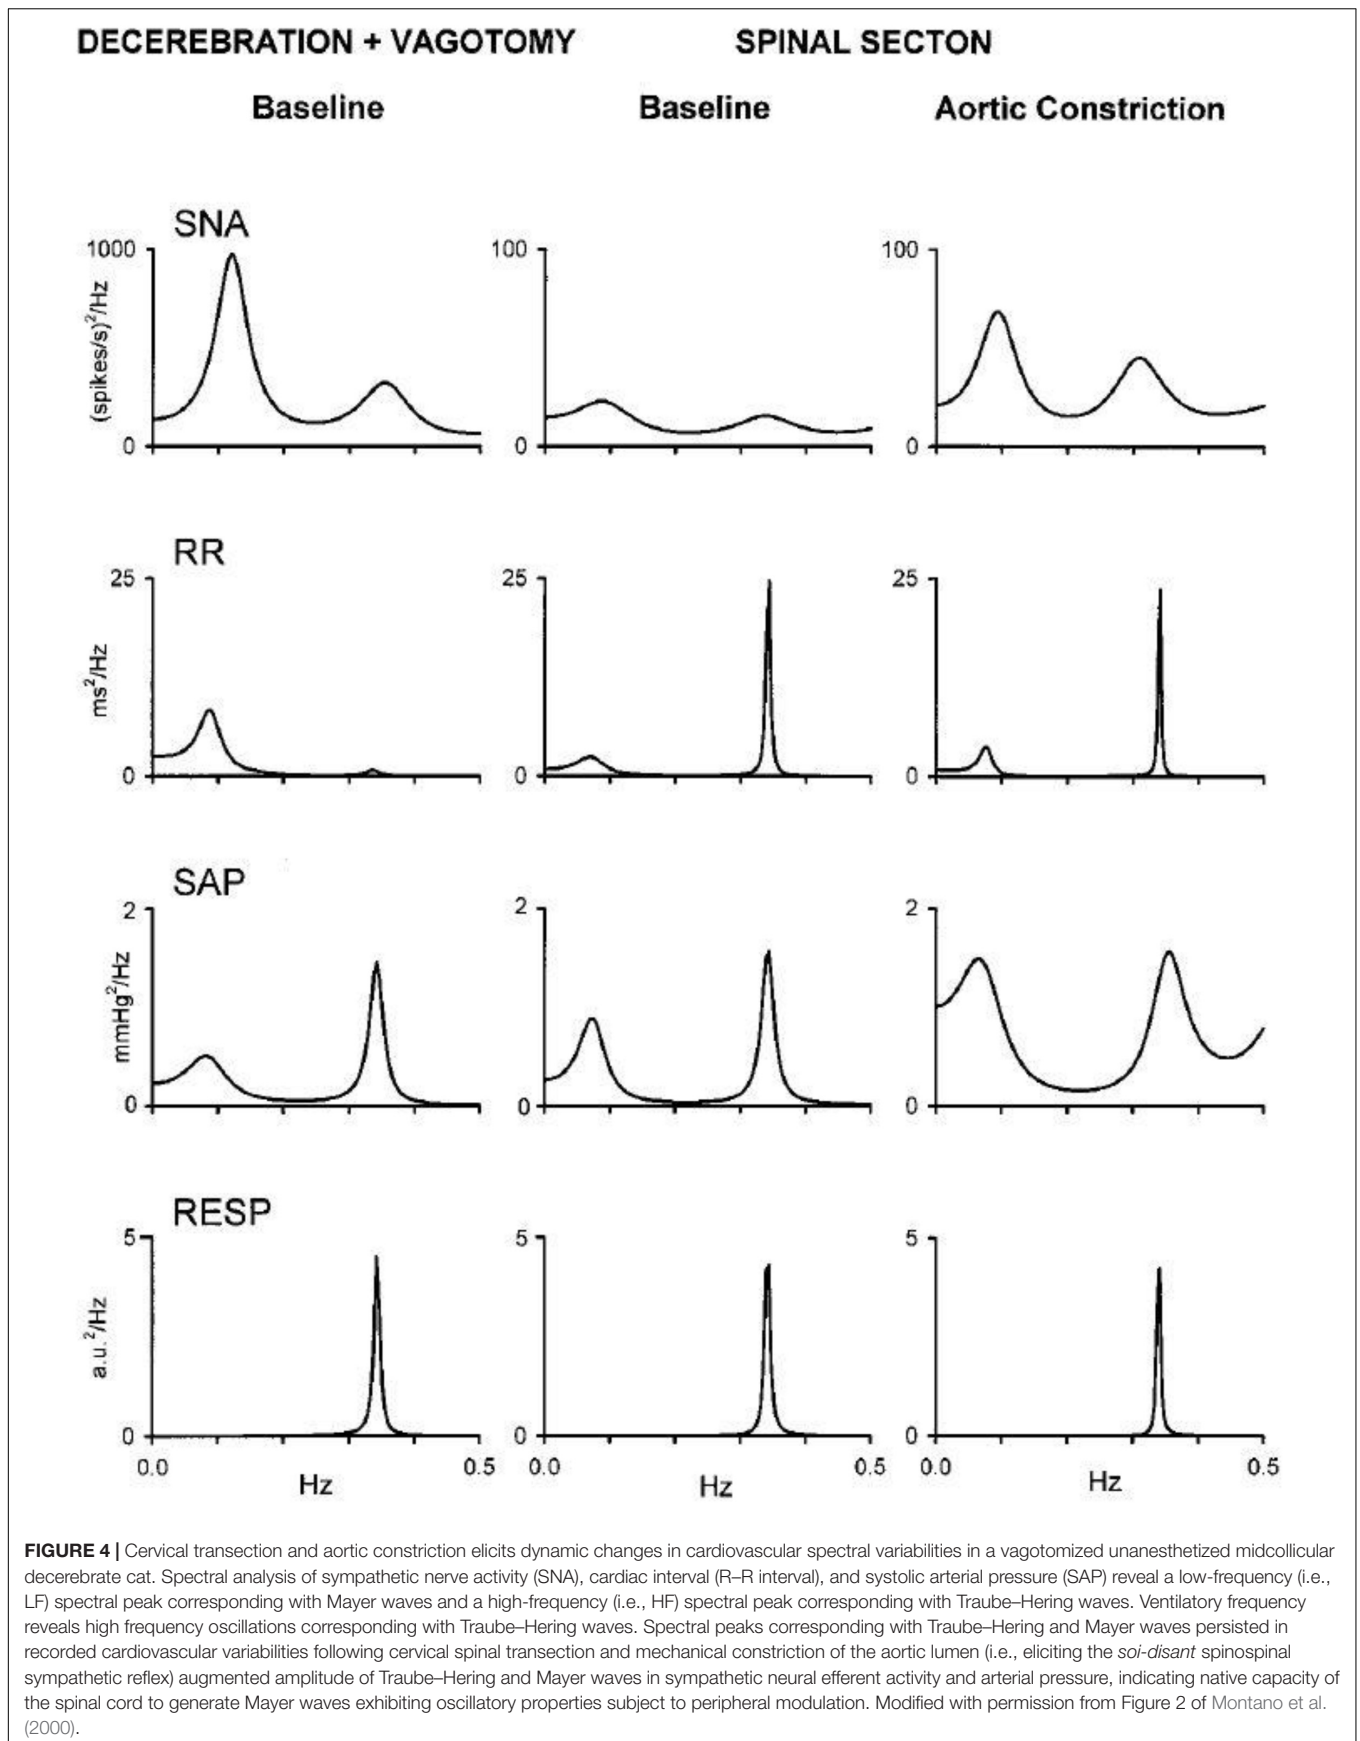 DECEREBRATION + VAGOTOMY SPINAL SECTON
Baseline Baseline Aortic Constriction
SNA
1000 100 100
(spikes/s)²/Hz
0 0 0
RR
25 25 25
ms²/Hz
0 0 0
SAP
2 2 2
mmHg²/Hz
0 0 0
RESP
5 5 5
a.u.²/Hz
0 0 0
0.0 0.5 0.0 0.5 0.0 0.5
Hz Hz Hz
FIGURE 4 | Cervical transection and aortic constriction elicits dynamic changes in cardiovascular spectral variabilities in a vagotomized unanesthetized midcollicular
decerebrate cat. Spectral analysis of sympathetic nerve activity (SNA), cardiac interval (R–R interval), and systolic arterial pressure (SAP) reveal a low-frequency (i.e.,
LF) spectral peak corresponding with Mayer waves and a high-frequency (i.e., HF) spectral peak corresponding with Traube–Hering waves. Ventilatory frequency
reveals high frequency oscillations corresponding with Traube–Hering waves. Spectral peaks corresponding with Traube–Hering and Mayer waves persisted in
recorded cardiovascular variabilities following cervical spinal transection and mechanical constriction of the aortic lumen (i.e., eliciting the soi-disant spinospinal
sympathetic reflex) augmented amplitude of Traube–Hering and Mayer waves in sympathetic neural efferent activity and arterial pressure, indicating native capacity of
the spinal cord to generate Mayer waves exhibiting oscillatory properties subject to peripheral modulation. Modified with permission from Figure 2 of Montano et al.
(2000).